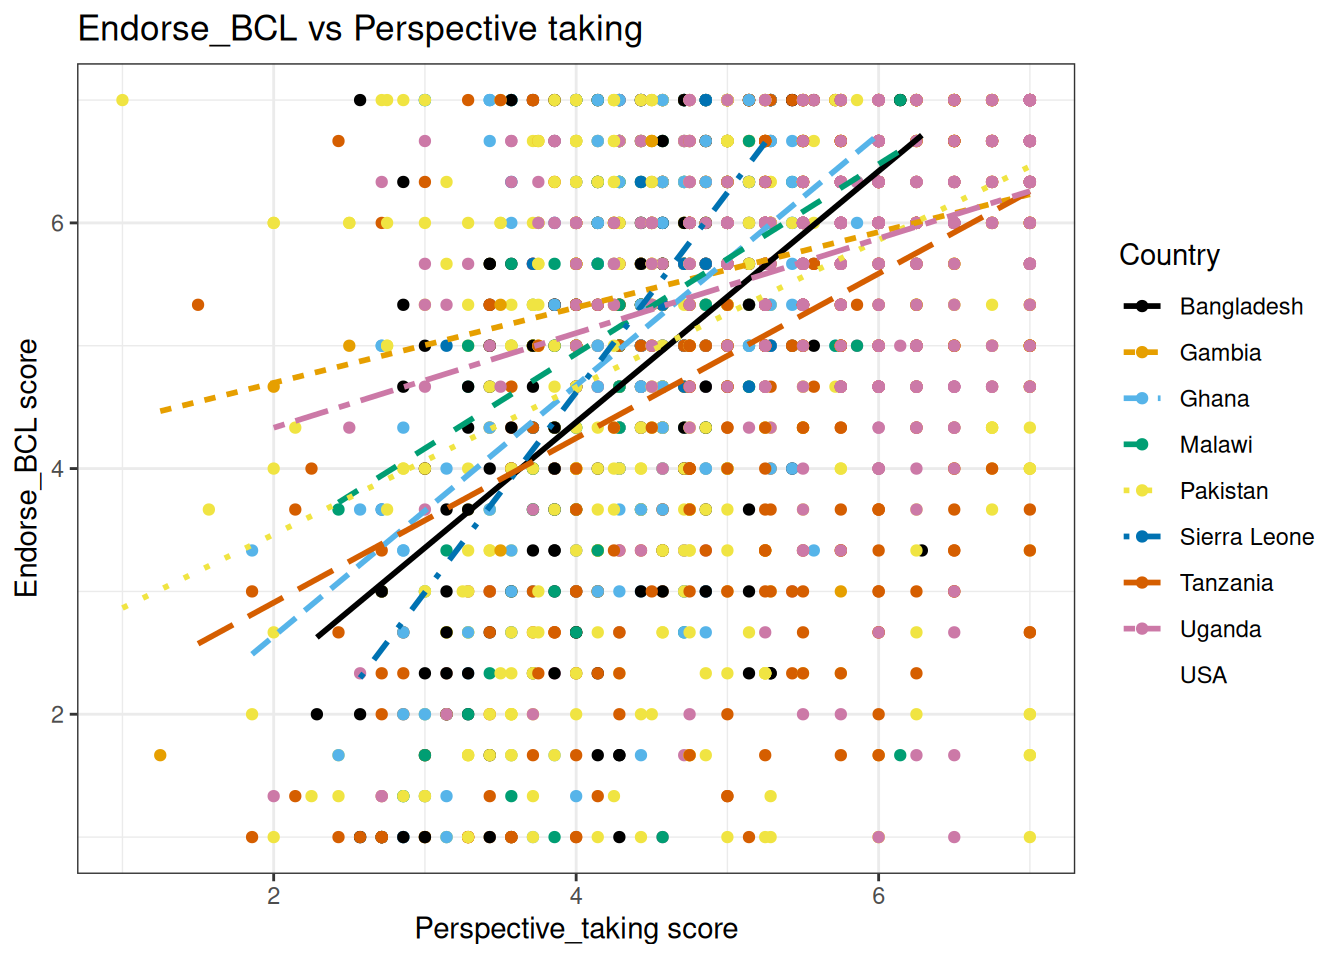 Endorse_BCL vs Perspective taking
Endorse_BCL score
6
4
2
2
4
6
Perspective_taking score
Country
Bangladesh
Gambia
Ghana
Malawi
Pakistan
Sierra Leone
Tanzania
Uganda
USA